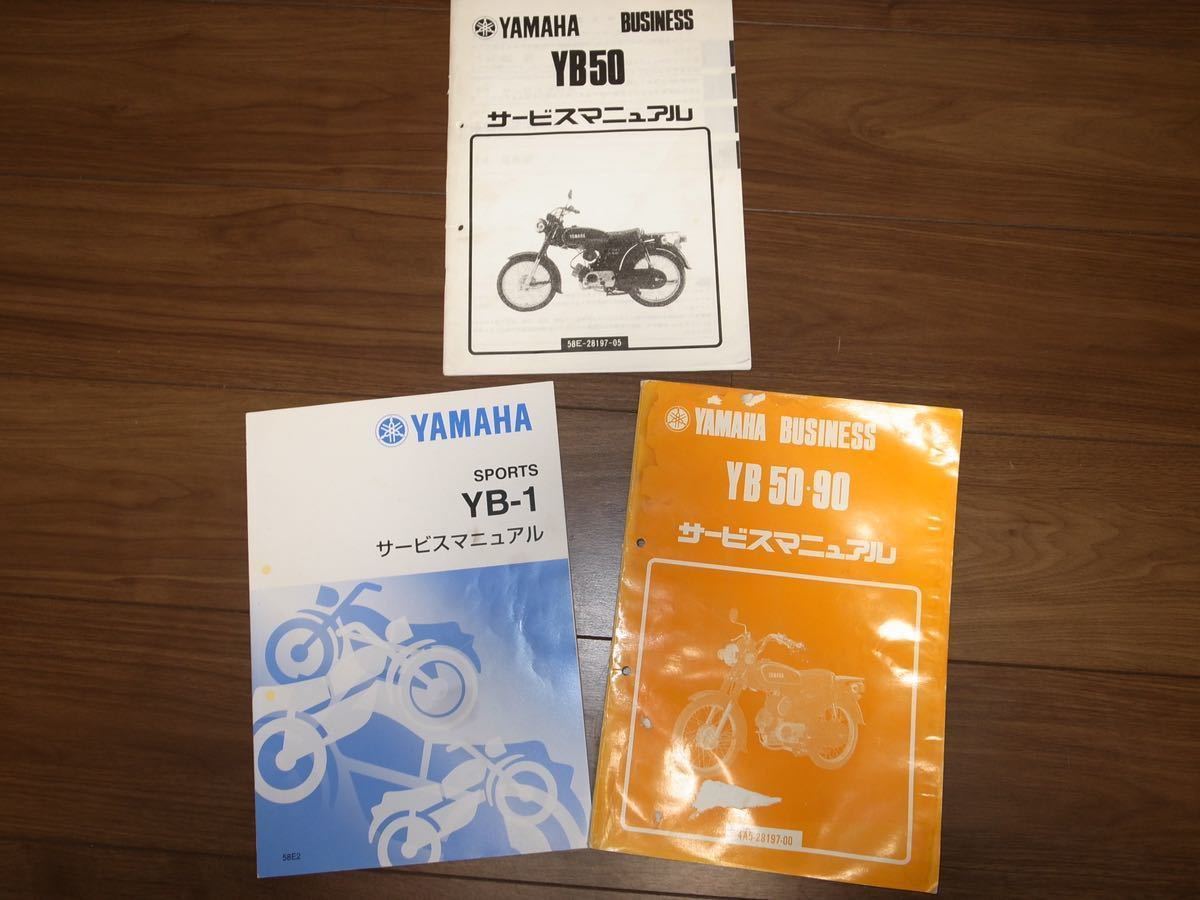 YAMAHA BUSINESS
YB50
サービスマニュアル
YAMAHA
58E-28197-05
YAMAHA
SPORTS
YB-1
サービスマニュアル
58E2
YAMAHA BUSINESS
YB 50・90
サービスマニュアル
YAMAHA
4A5-28197-00